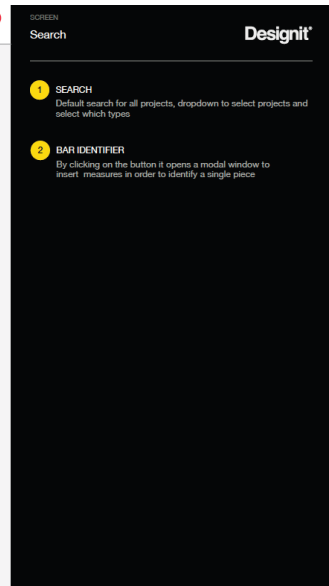 SCREEN
Search
Designit*
1 SEARCH
Default search for all projects, dropdown to select projects and
select which types
2 BAR IDENTIFIER
By clicking on the button it opens a modal window to
insert measures in order to identify a single piece